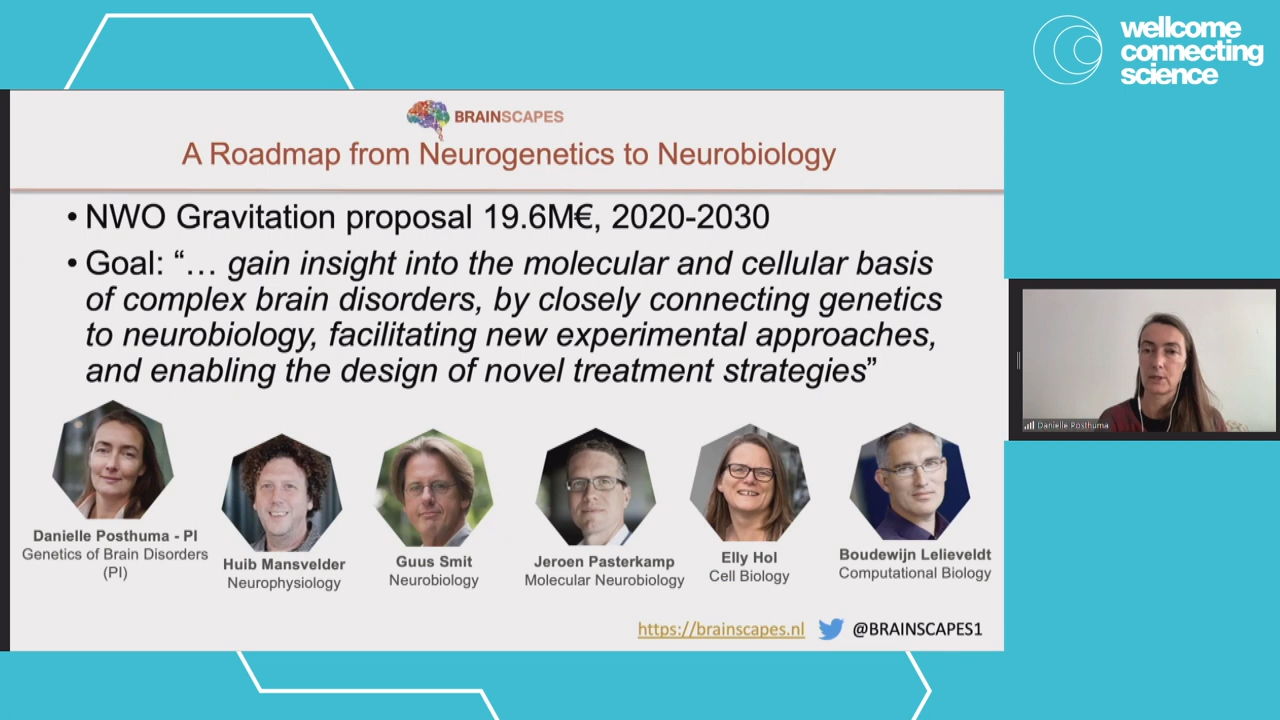 wellcome
connecting
science
BRAINSCAPES
A Roadmap from Neurogenetics to Neurobiology
• NWO Gravitation proposal 19.6M€, 2020-2030
• Goal: “… gain insight into the molecular and cellular basis
of complex brain disorders, by closely connecting genetics
to neurobiology, facilitating new experimental approaches,
and enabling the design of novel treatment strategies”
Danielle Posthuma - PI
Genetics of Brain Disorders
(PI)
Huib Mansvelder
Neurophysiology
Guus Smit
Neurobiology
Jeroen Pasterkamp
Molecular Neurobiology
Elly Hol
Cell Biology
Boudewijn Lelieveldt
Computational Biology
https://brainscapes.nl
@BRAINSCAPES1
Danielle Posthuma